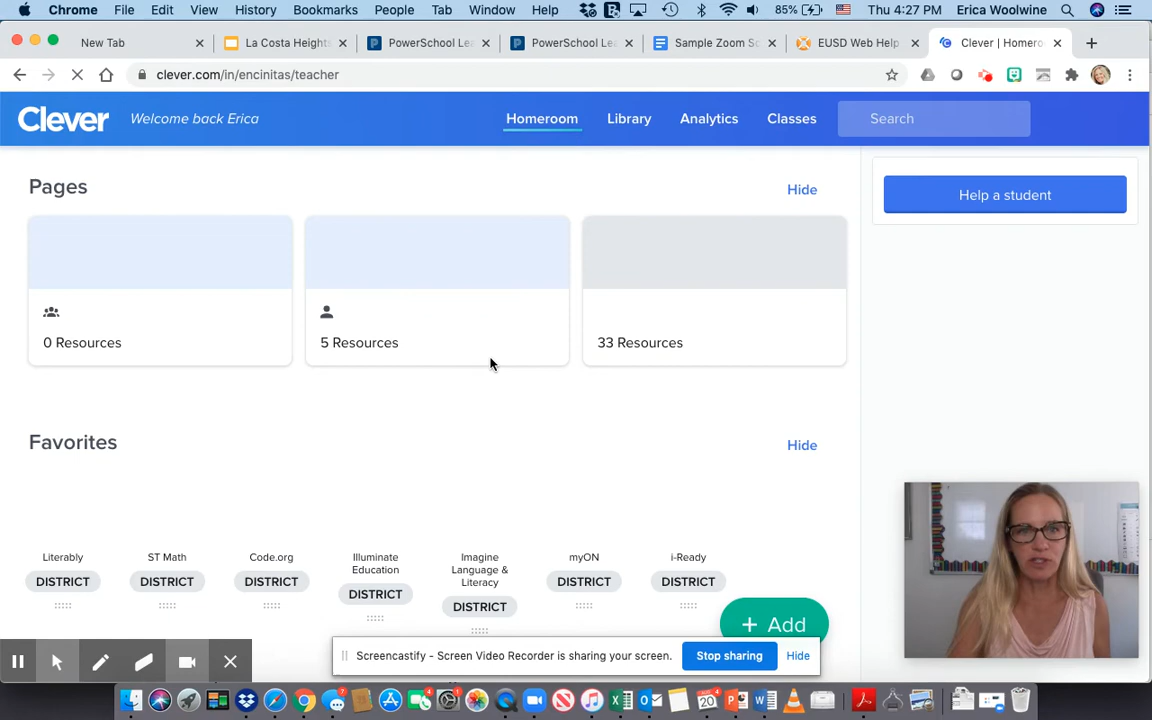 Chrome File Edit View History Bookmarks People Tab Window Help 85% Thu 4:27 PM Erica Woolwine
New Tab La Costa Heights PowerSchool Lea PowerSchool Lea Sample Zoom Sc EUSD Web Help Clever | Homero
clever.com/in/encinitas/teacher
Clever Welcome back Erica Homeroom Library Analytics Classes Search
Pages Hide
Help a student
0 Resources 5 Resources 33 Resources
Favorites Hide
Literably ST Math Code.org Illuminate Education Imagine Language & Literacy myON i-Ready
DISTRICT DISTRICT DISTRICT DISTRICT DISTRICT DISTRICT DISTRICT
+ Add
Screencastify - Screen Video Recorder is sharing your screen. Stop sharing Hide